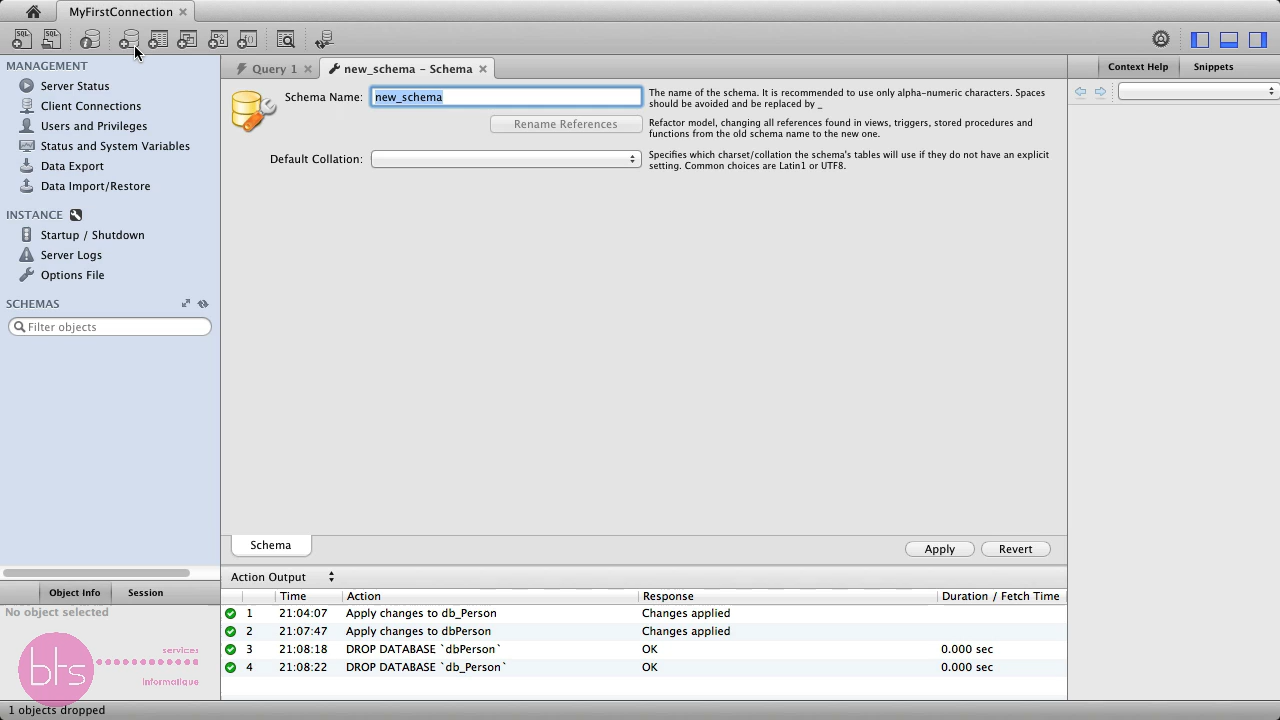 MyFirstConnection
MANAGEMENT
Server Status
Client Connections
Users and Privileges
Status and System Variables
Data Export
Data Import/Restore
INSTANCE
Startup / Shutdown
Server Logs
Options File
SCHEMAS
Filter objects
Object Info
Session
No object selected
services
bts
informatique
Query 1
new_schema - Schema
Schema Name:
new_schema
The name of the schema. It is recommended to use only alpha-numeric characters. Spaces
should be avoided and be replaced by _
Rename References
Refactor model, changing all references found in views, triggers, stored procedures and
functions from the old schema name to the new one.
Default Collation:
Specifies which charset/collation the schema's tables will use if they do not have an explicit
setting. Common choices are Latin1 or UTF8.
Schema
Apply
Revert
Action Output
Time Action Response Duration / Fetch Time
1 21:04:07 Apply changes to db_Person Changes applied
2 21:07:47 Apply changes to dbPerson Changes applied
3 21:08:18 DROP DATABASE `dbPerson` OK 0.000 sec
4 21:08:22 DROP DATABASE `db_Person` OK 0.000 sec
Context Help
Snippets
1 objects dropped